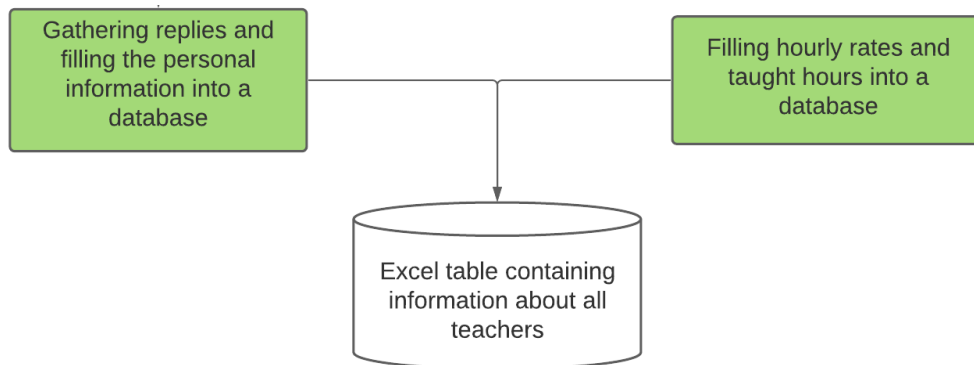 Gathering replies and
filling the personal
information into a
database
Filling hourly rates and
taught hours into a
database
Excel table containing
information about all
teachers